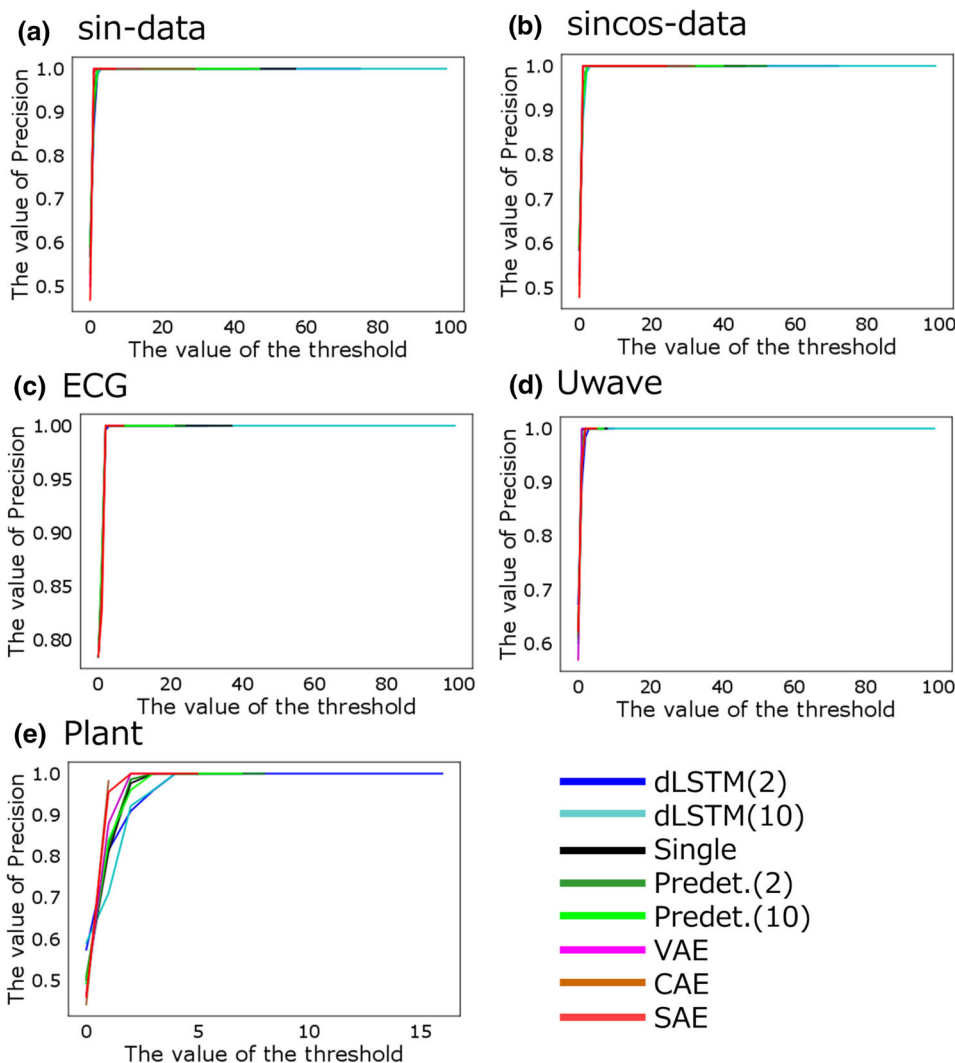 (a) sin-data
The value of Precision
1.0
0.9
0.8
0.7
0.6
0.5
0 20 40 60 80 100
The value of the threshold
(b) sincos-data
The value of Precision
1.0
0.9
0.8
0.7
0.6
0.5
0 20 40 60 80 100
The value of the threshold
(c) ECG
The value of Precision
1.00
0.95
0.90
0.85
0.80
0 20 40 60 80 100
The value of the threshold
(d) Uwave
The value of Precision
1.0
0.9
0.8
0.7
0.6
0 20 40 60 80 100
The value of the threshold
(e) Plant
The value of Precision
1.0
0.9
0.8
0.7
0.6
0.5
0 5 10 15
The value of the threshold
dLSTM(2)
dLSTM(10)
Single
Predet.(2)
Predet.(10)
VAE
CAE
SAE